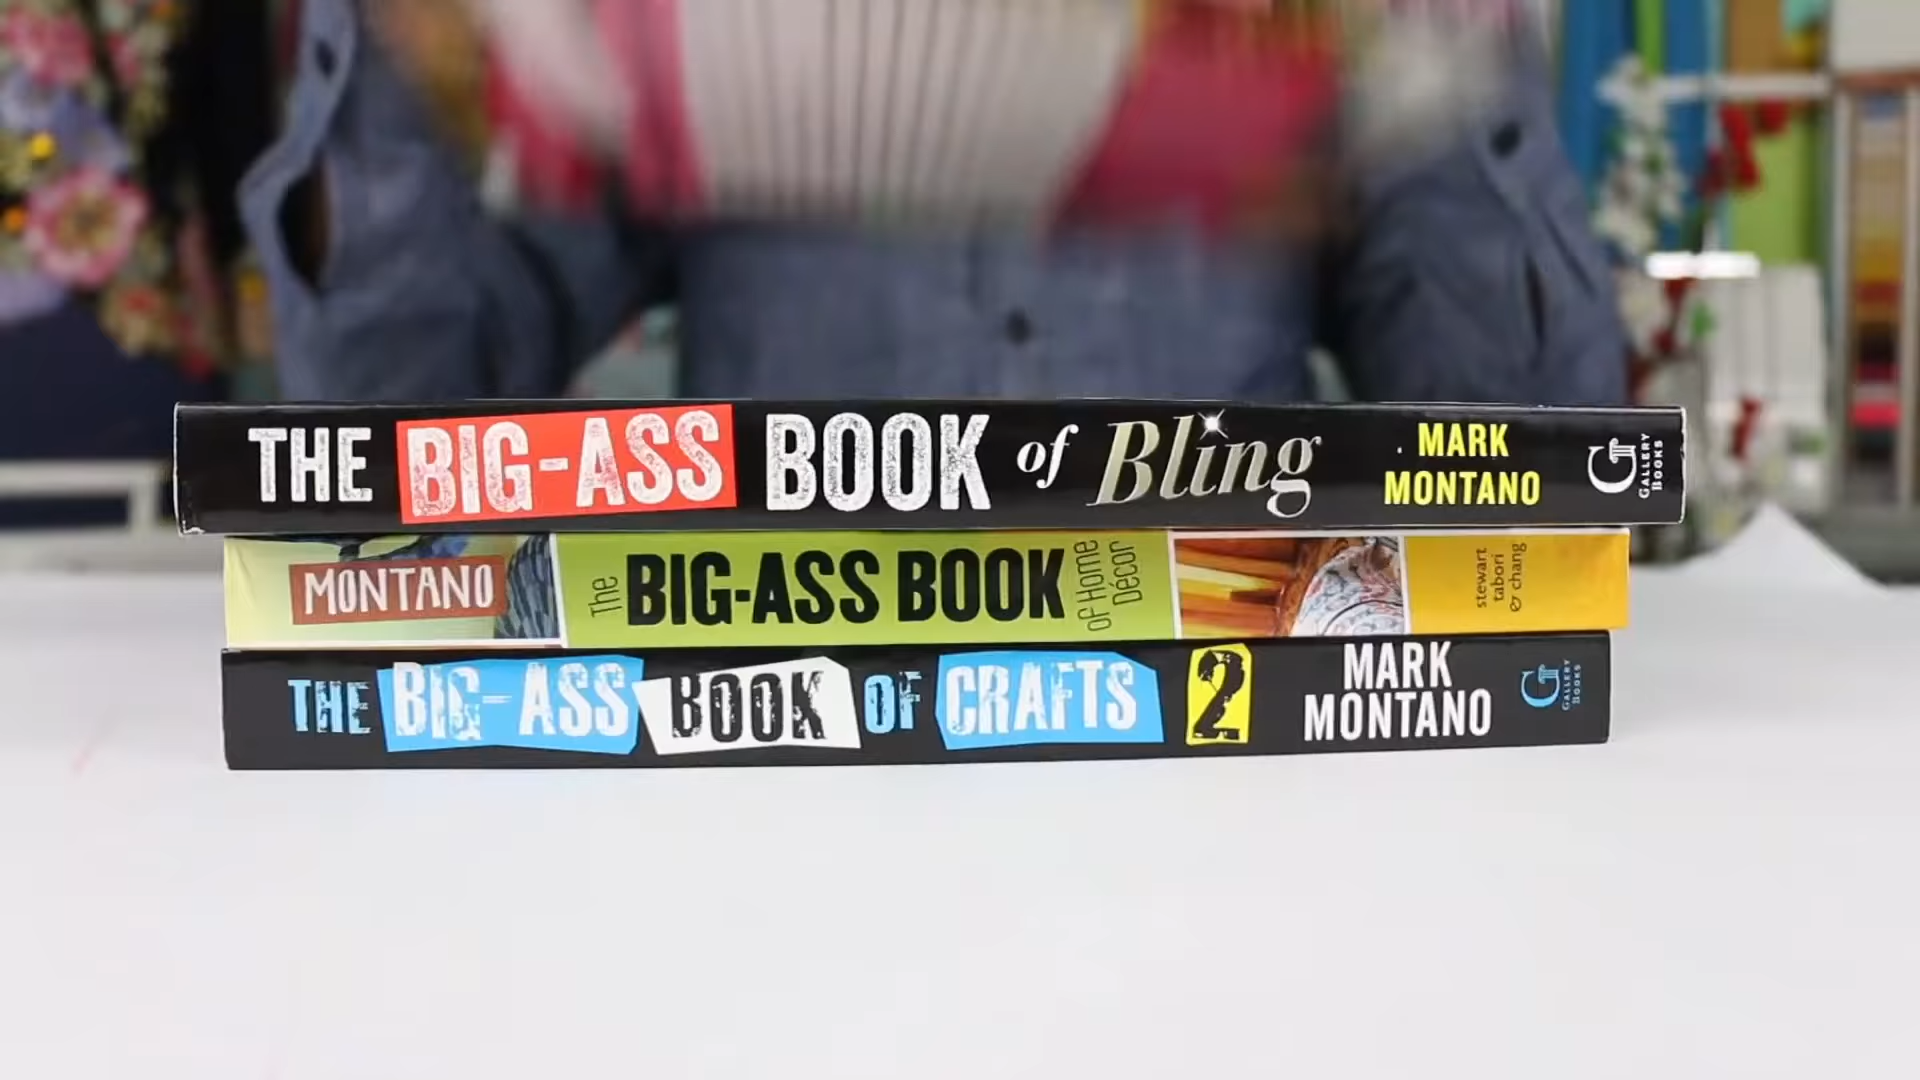 THE BIG-ASS BOOK of Bling
MARK
MONTANO
G
GALLERY
BOOKS
MONTANO
The
BIG-ASS BOOK
of Home
Décor
stewart
tabori
& chang
THE BIG-ASS BOOK OF CRAFTS 2
MARK
MONTANO
G
GALLERY
BOOKS